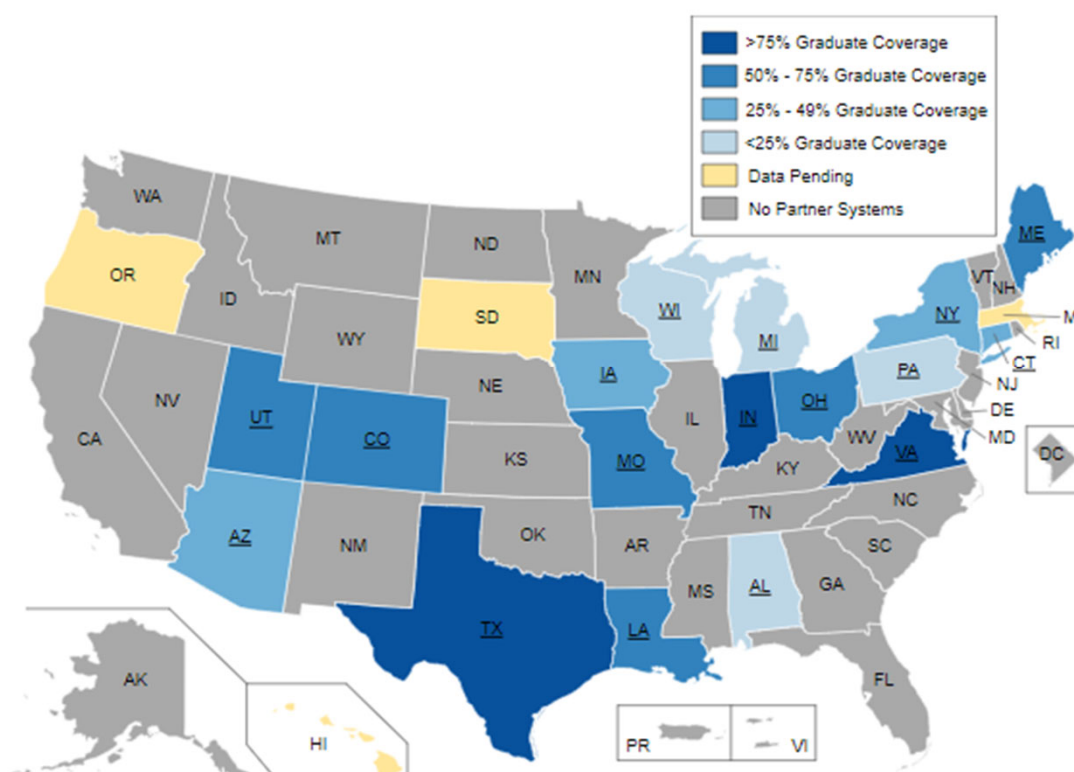 >75% Graduate Coverage
50% - 75% Graduate Coverage
25% - 49% Graduate Coverage
<25% Graduate Coverage
Data Pending
No Partner Systems
WA
MT
ND
MN
ME
VT
NH
OR
ID
SD
WI
NY
M
WY
MI
RI
CT
IA
PA
NE
NJ
NV
UT
IL
IN
OH
DE
CA
CO
MO
WV
VA
MD
DC
KS
KY
AZ
NM
OK
AR
TN
NC
SC
MS
AL
GA
TX
LA
FL
AK
HI
PR
VI